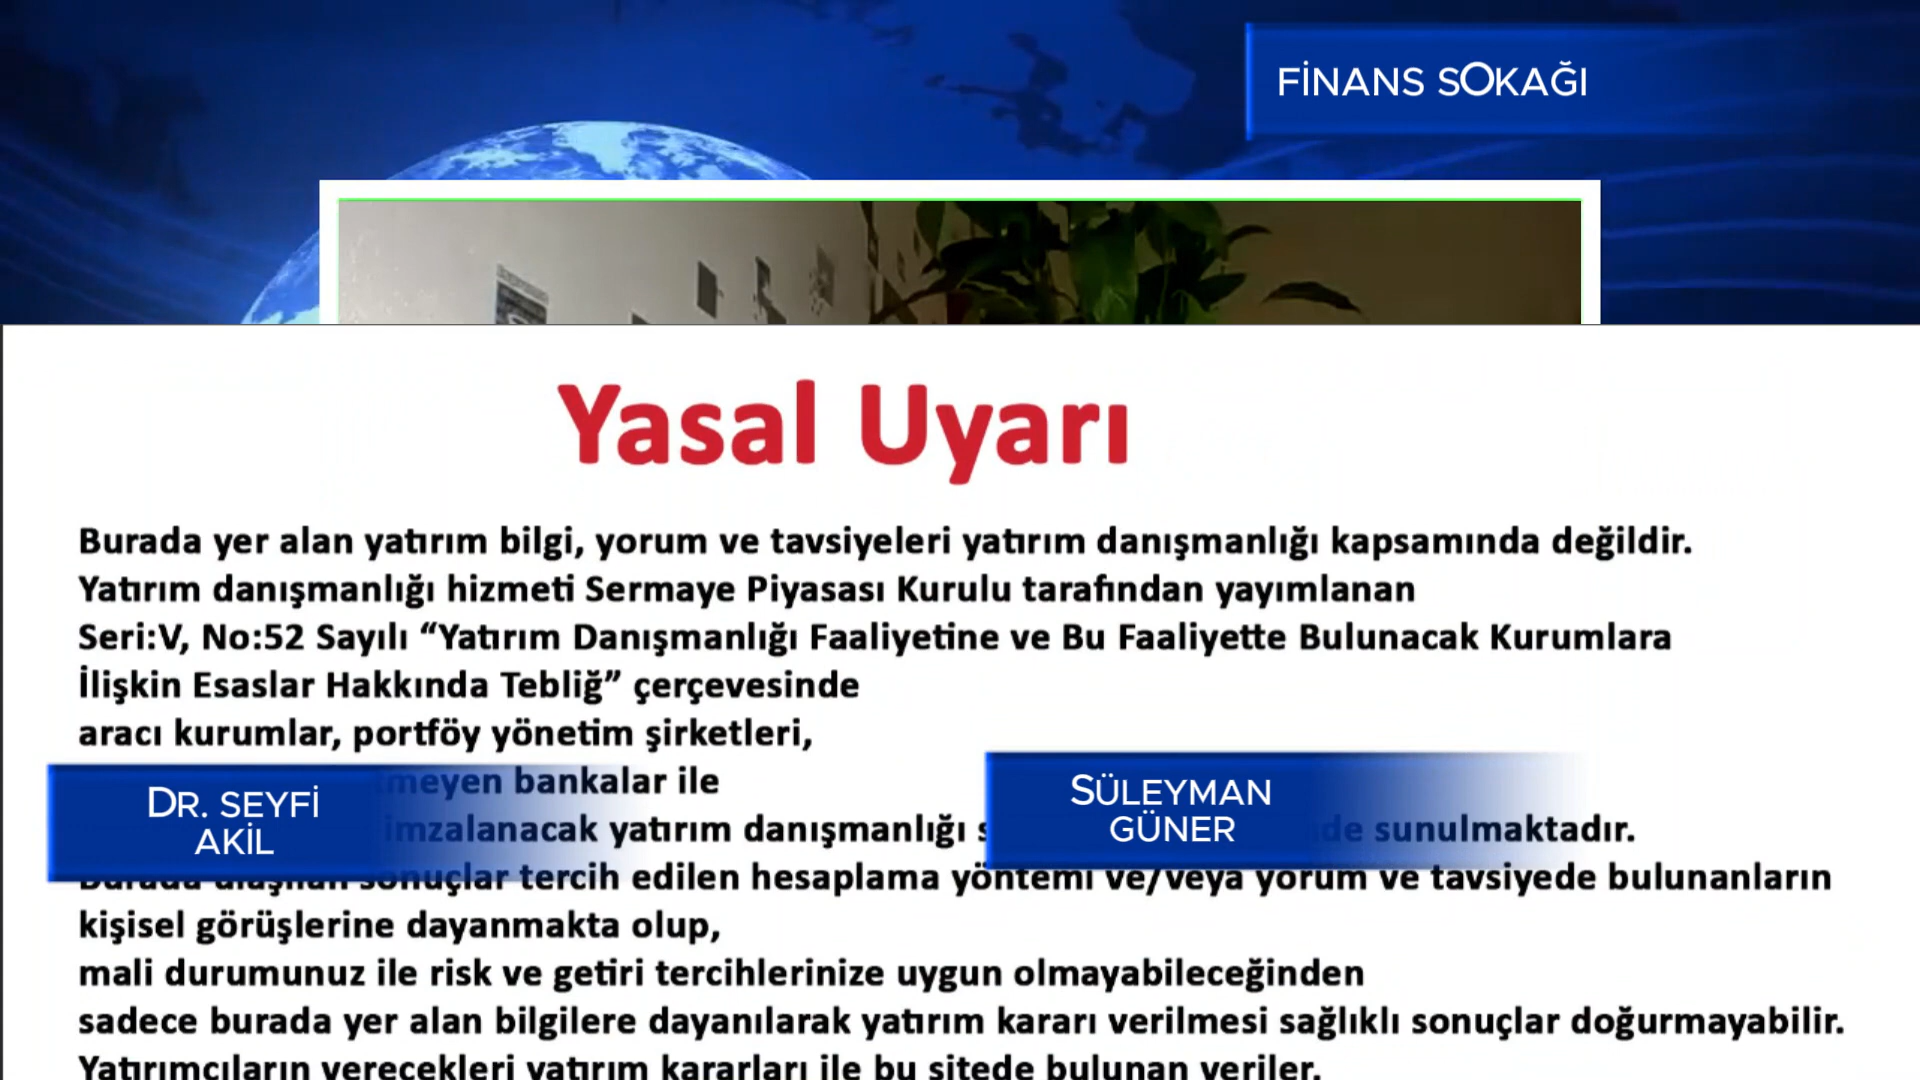 FİNANS SOKAĞI
Yasal Uyarı
Burada yer alan yatırım bilgi, yorum ve tavsiyeleri yatırım danışmanlığı kapsamında değildir.
Yatırım danışmanlığı hizmeti Sermaye Piyasası Kurulu tarafından yayımlanan
Seri:V, No:52 Sayılı “Yatırım Danışmanlığı Faaliyetine ve Bu Faaliyette Bulunacak Kurumlara
İlişkin Esaslar Hakkında Tebliğ” çerçevesinde
aracı kurumlar, portföy yönetim şirketleri,
bankalar ile
imzalanacak yatırım danışmanlığı sunulmaktadır.
DR. SEYFİ
AKİL
SÜLEYMAN
GÜNER
Burada ulaşılan sonuçlar tercih edilen hesaplama yöntemi ve/veya yorum ve tavsiyede bulunanların
kişisel görüşlerine dayanmakta olup,
mali durumunuz ile risk ve getiri tercihlerinize uygun olmayabileceğinden
sadece burada yer alan bilgilere dayanılarak yatırım kararı verilmesi sağlıklı sonuçlar doğurmayabilir.
Yatırımcıların verecekleri yatırım kararları ile bu sitede bulunan veriler,